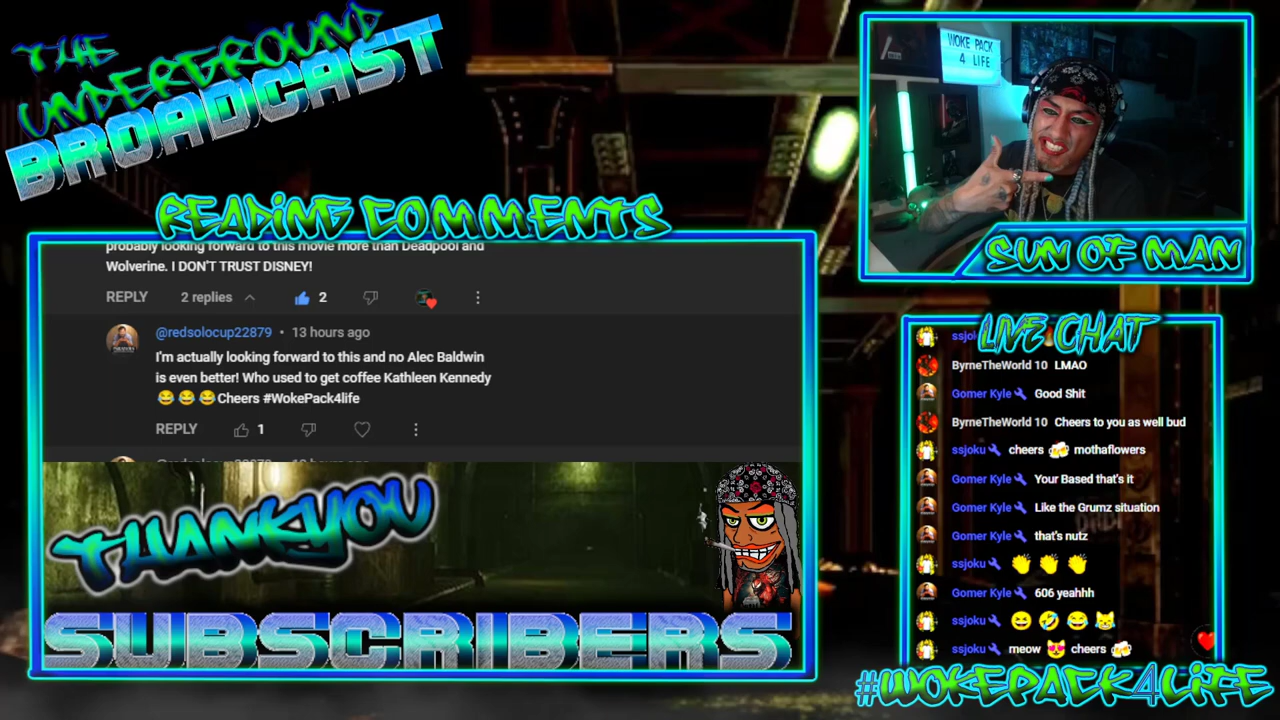 THE
UNDERGROUND
BROADCAST
READING COMMENTS
probably looking forward to this movie more than Deadpool and
Wolverine. I DON'T TRUST DISNEY!
REPLY 2 replies 2
@redsolocup22879 • 13 hours ago
I'm actually looking forward to this and no Alec Baldwin
is even better! Who used to get coffee Kathleen Kennedy
😂 😂 😂 Cheers #WokePack4life
REPLY 1
THANKYOU
SUBSCRIBERS
WOKE PACK
4 LIFE
SUN OF MAN
LIVE CHAT
ByrneTheWorld 10 LMAO
Gomer Kyle Good Shit
ByrneTheWorld 10 Cheers to you as well bud
ssjoku cheers 🍻 mothaflowers
Gomer Kyle Your Based that's it
Gomer Kyle Like the Grumz situation
Gomer Kyle that's nutz
ssjoku 👏 👏 👏
Gomer Kyle 606 yeahhh
ssjoku 😆 🤣 😂 😹
ssjoku meow 😻 cheers 🍻
#WOKEPACK4LIFE